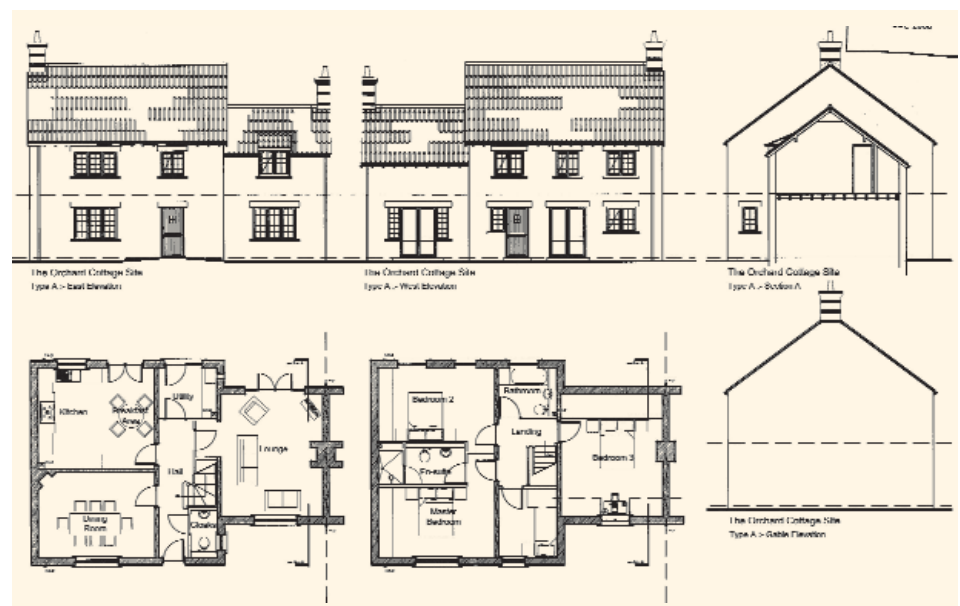 The Orchard Cottage Site
Type A :- East Elevation
The Orchard Cottage Site
Type A :- West Elevation
The Orchard Cottage Site
Type A :- Section A
Kitchen
Breakfast
Area
Utility
Lounge
Hall
Dining
Room
Cloaks
Bedroom 2
Bathroom
Landing
En-suite
Bedroom 3
Master
Bedroom
The Orchard Cottage Site
Type A :- Gable Elevation